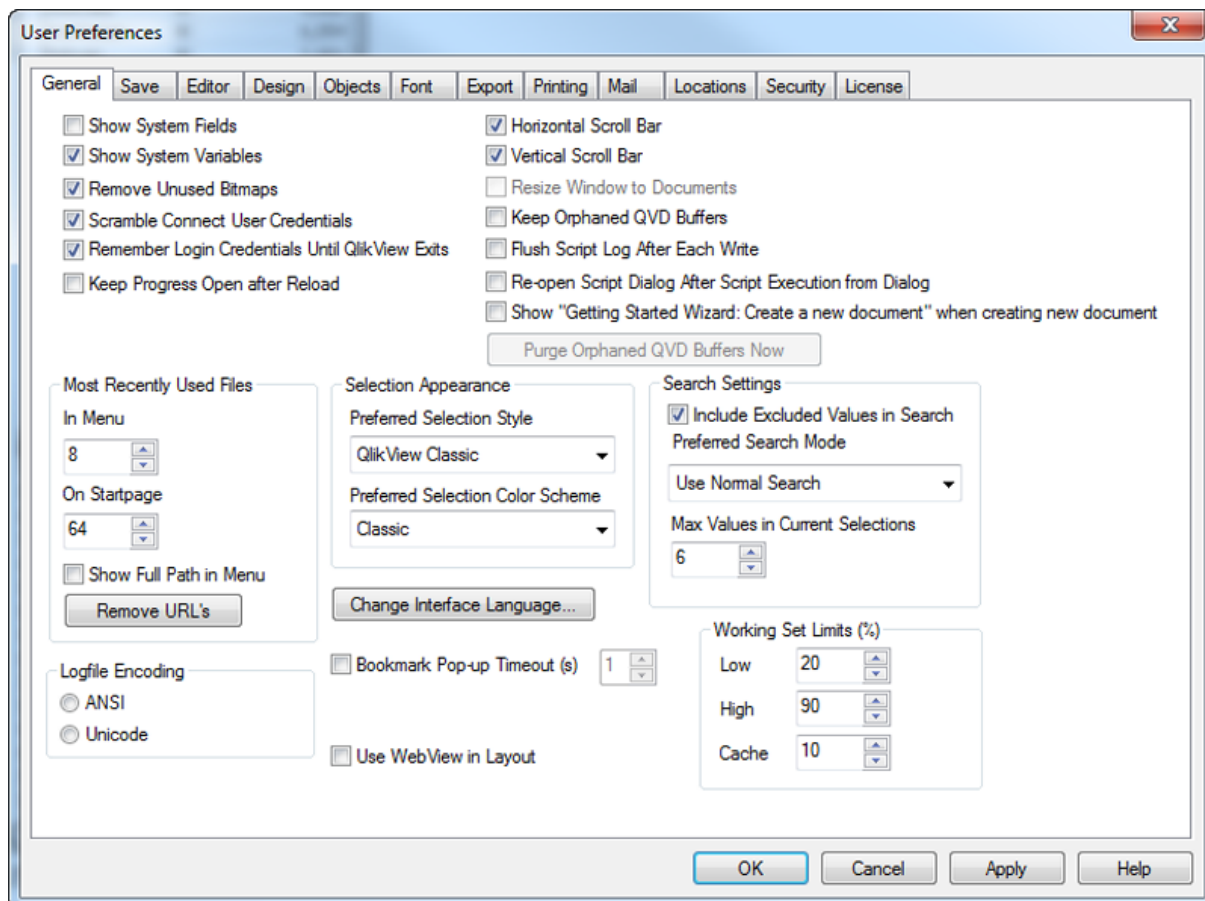 User Preferences
General Save Editor Design Objects Font Export Printing Mail Locations Security License
Show System Fields
Show System Variables
Remove Unused Bitmaps
Scramble Connect User Credentials
Remember Login Credentials Until QlikView Exits
Keep Progress Open after Reload
Horizontal Scroll Bar
Vertical Scroll Bar
Resize Window to Documents
Keep Orphaned QVD Buffers
Flush Script Log After Each Write
Re-open Script Dialog After Script Execution from Dialog
Show "Getting Started Wizard: Create a new document" when creating new document
Purge Orphaned QVD Buffers Now
Most Recently Used Files
In Menu
8
On Startpage
64
Show Full Path in Menu
Remove URL's
Selection Appearance
Preferred Selection Style
QlikView Classic
Preferred Selection Color Scheme
Classic
Change Interface Language...
Search Settings
Include Excluded Values in Search
Preferred Search Mode
Use Normal Search
Max Values in Current Selections
6
Logfile Encoding
ANSI
Unicode
Bookmark Pop-up Timeout (s) 1
Use WebView in Layout
Working Set Limits (%)
Low 20
High 90
Cache 10
OK Cancel Apply Help